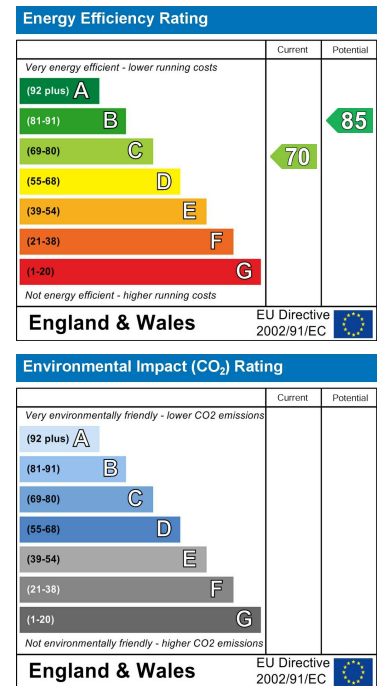 Energy Efficiency Rating
Current Potential
Very energy efficient - lower running costs
(92 plus) A
(81-91) B 85
(69-80) C 70
(55-68) D
(39-54) E
(21-38) F
(1-20) G
Not energy efficient - higher running costs
England & Wales EU Directive 2002/91/EC
Environmental Impact (CO₂) Rating
Current Potential
Very environmentally friendly - lower CO2 emissions
(92 plus) A
(81-91) B
(69-80) C
(55-68) D
(39-54) E
(21-38) F
(1-20) G
Not environmentally friendly - higher CO2 emissions
England & Wales EU Directive 2002/91/EC